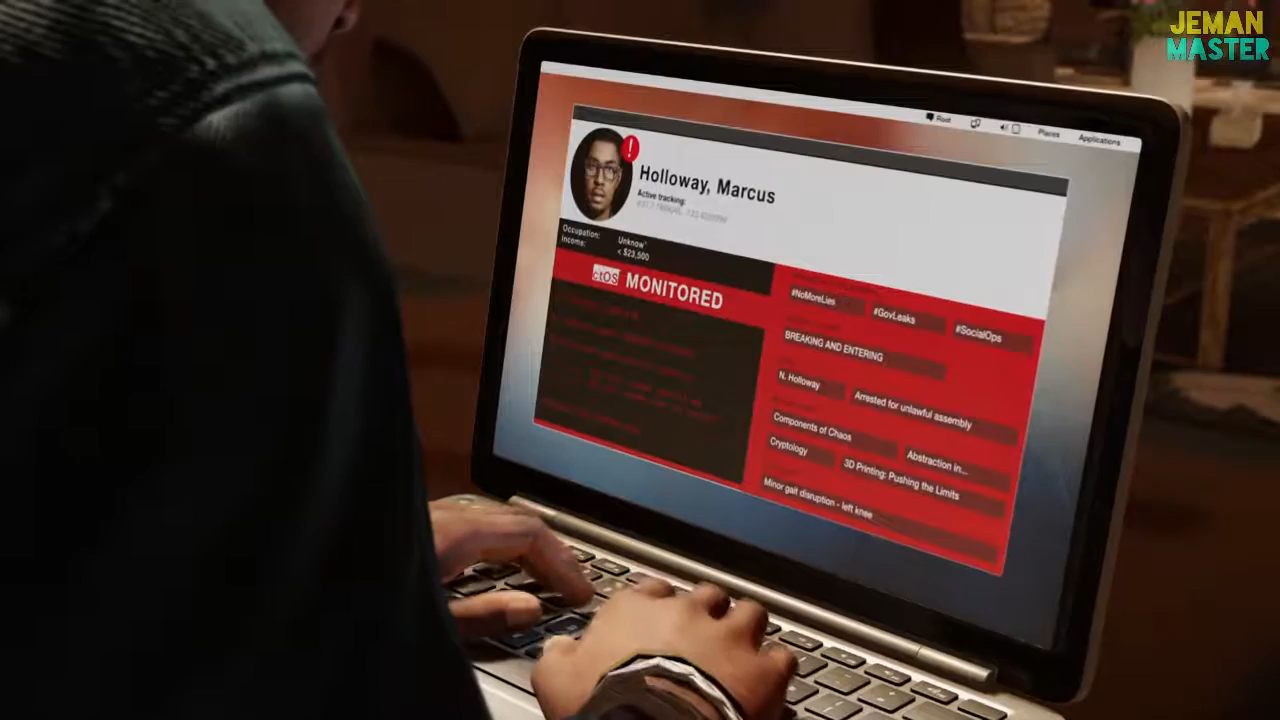 JEMAN
MASTER
Root
Places
Applications
Holloway, Marcus
Active tracking:
Occupation:
Unknow'
Income:
< $23,500
ctOS MONITORED
#NoMoreLies
#GovLeaks
#SocialOps
BREAKING AND ENTERING
N. Holloway
Arrested for unlawful assembly
Components of Chaos
Abstraction in...
Cryptology
3D Printing: Pushing the Limits
Minor gait disruption - left knee